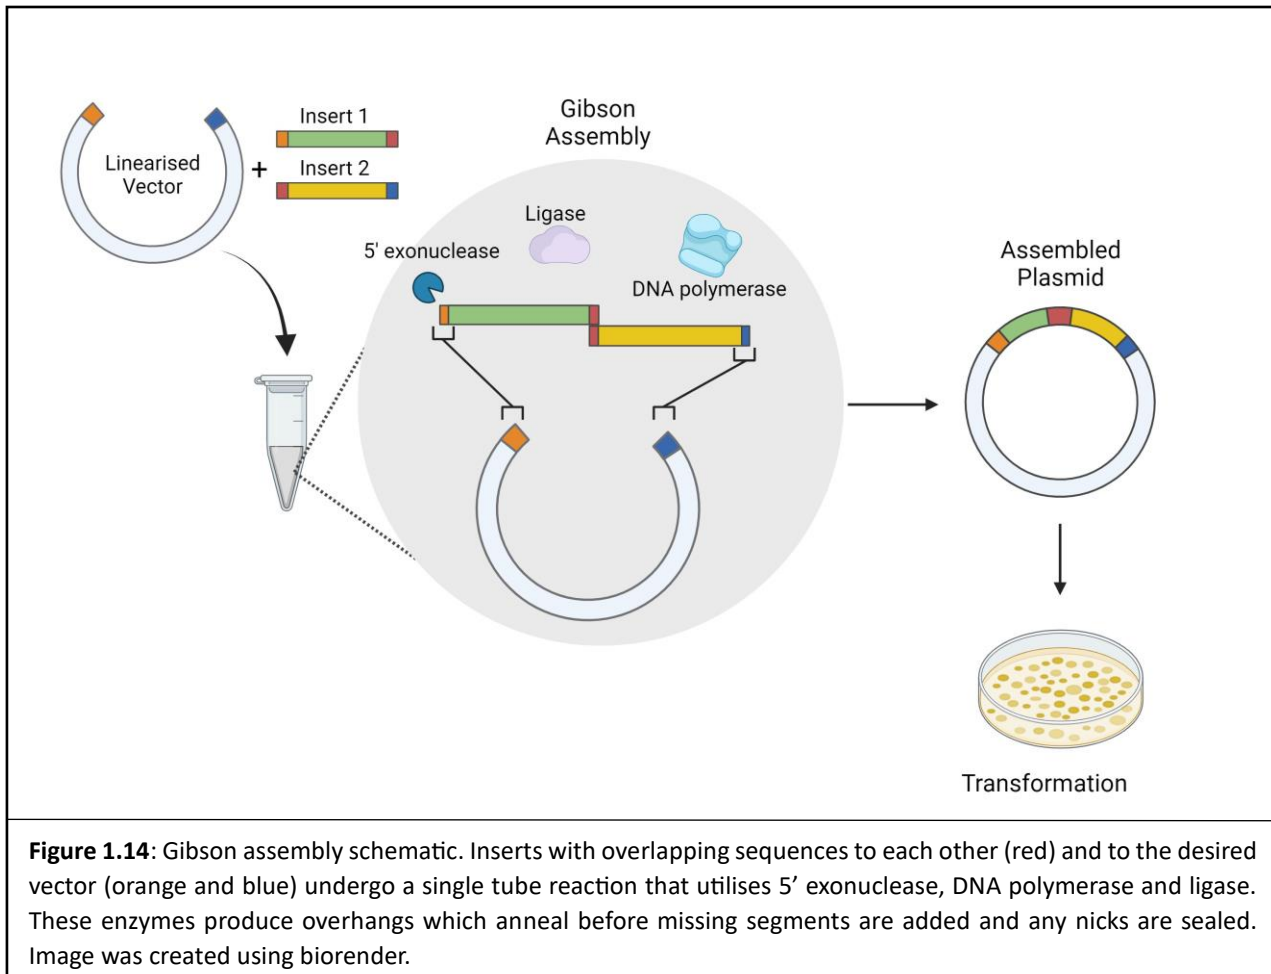 Linearised
Vector
+
Insert 1
Insert 2
Gibson
Assembly
5' exonuclease
Ligase
DNA polymerase
Assembled
Plasmid
Transformation
Figure 1.14: Gibson assembly schematic. Inserts with overlapping sequences to each other (red) and to the desired
vector (orange and blue) undergo a single tube reaction that utilises 5’ exonuclease, DNA polymerase and ligase.
These enzymes produce overhangs which anneal before missing segments are added and any nicks are sealed.
Image was created using biorender.